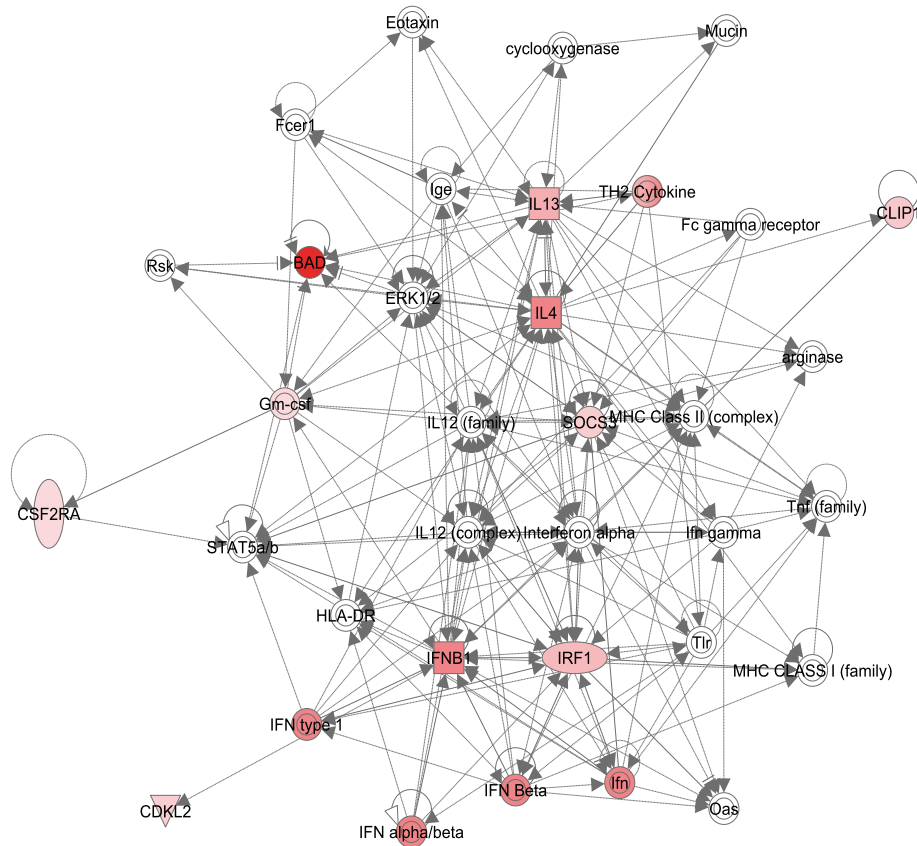 Eotaxin
Mucin
cyclooxygenase
Fcer1
Ige
TH2 Cytokine
IL13
CLIP1
Fc gamma receptor
Rsk
BAD
ERK1/2
IL4
arginase
Gm-csf
IL12 (family)
SOCS3
MHC Class II (complex)
CSF2RA
Tnf (family)
STAT5a/b
IL12 (complex)
Interferon alpha
Ifn gamma
HLA-DR
Tlr
IFNB1
IRF1
MHC CLASS I (family)
IFN type 1
IFN Beta
Ifn
CDKL2
Oas
IFN alpha/beta